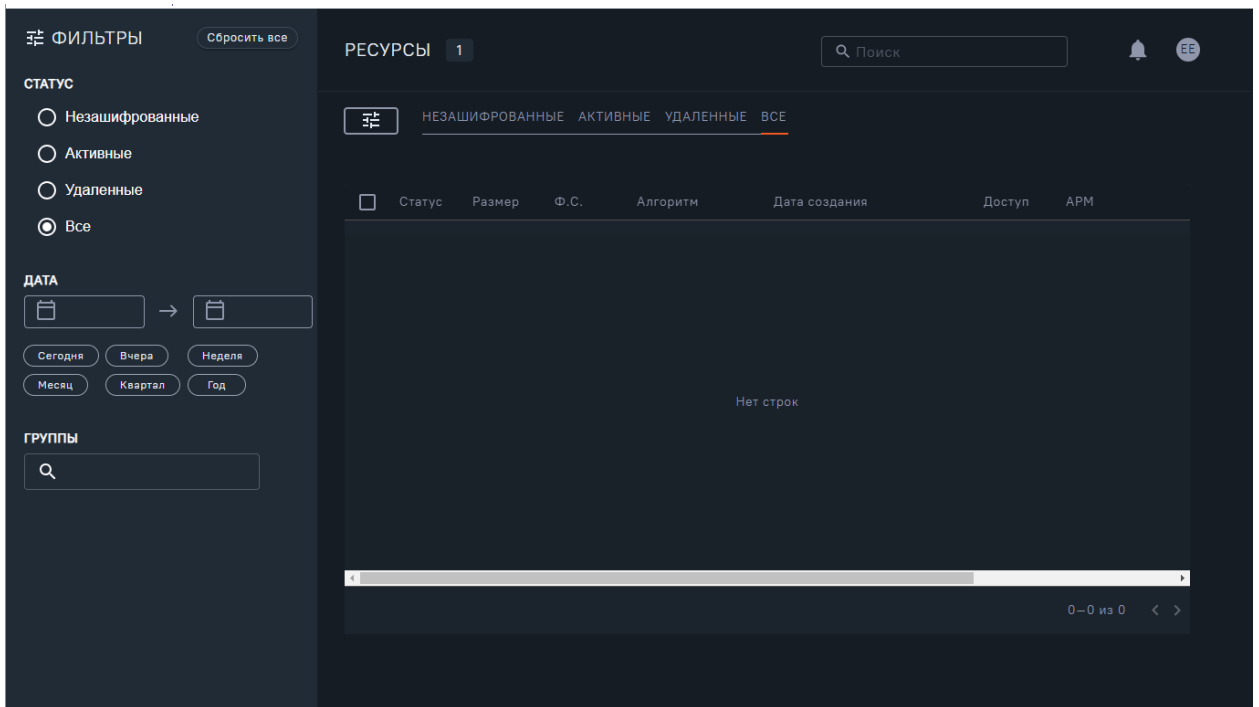 ФИЛЬТРЫ
Сбросить все
СТАТУС
Незашифрованные
Активные
Удаленные
Все
ДАТА
Сегодня Вчера Неделя
Месяц Квартал Год
ГРУППЫ
РЕСУРСЫ 1
Поиск
EE
НЕЗАШИФРОВАННЫЕ АКТИВНЫЕ УДАЛЕННЫЕ ВСЕ
Статус Размер Ф.С. Алгоритм Дата создания Доступ АРМ
Нет строк
0–0 из 0